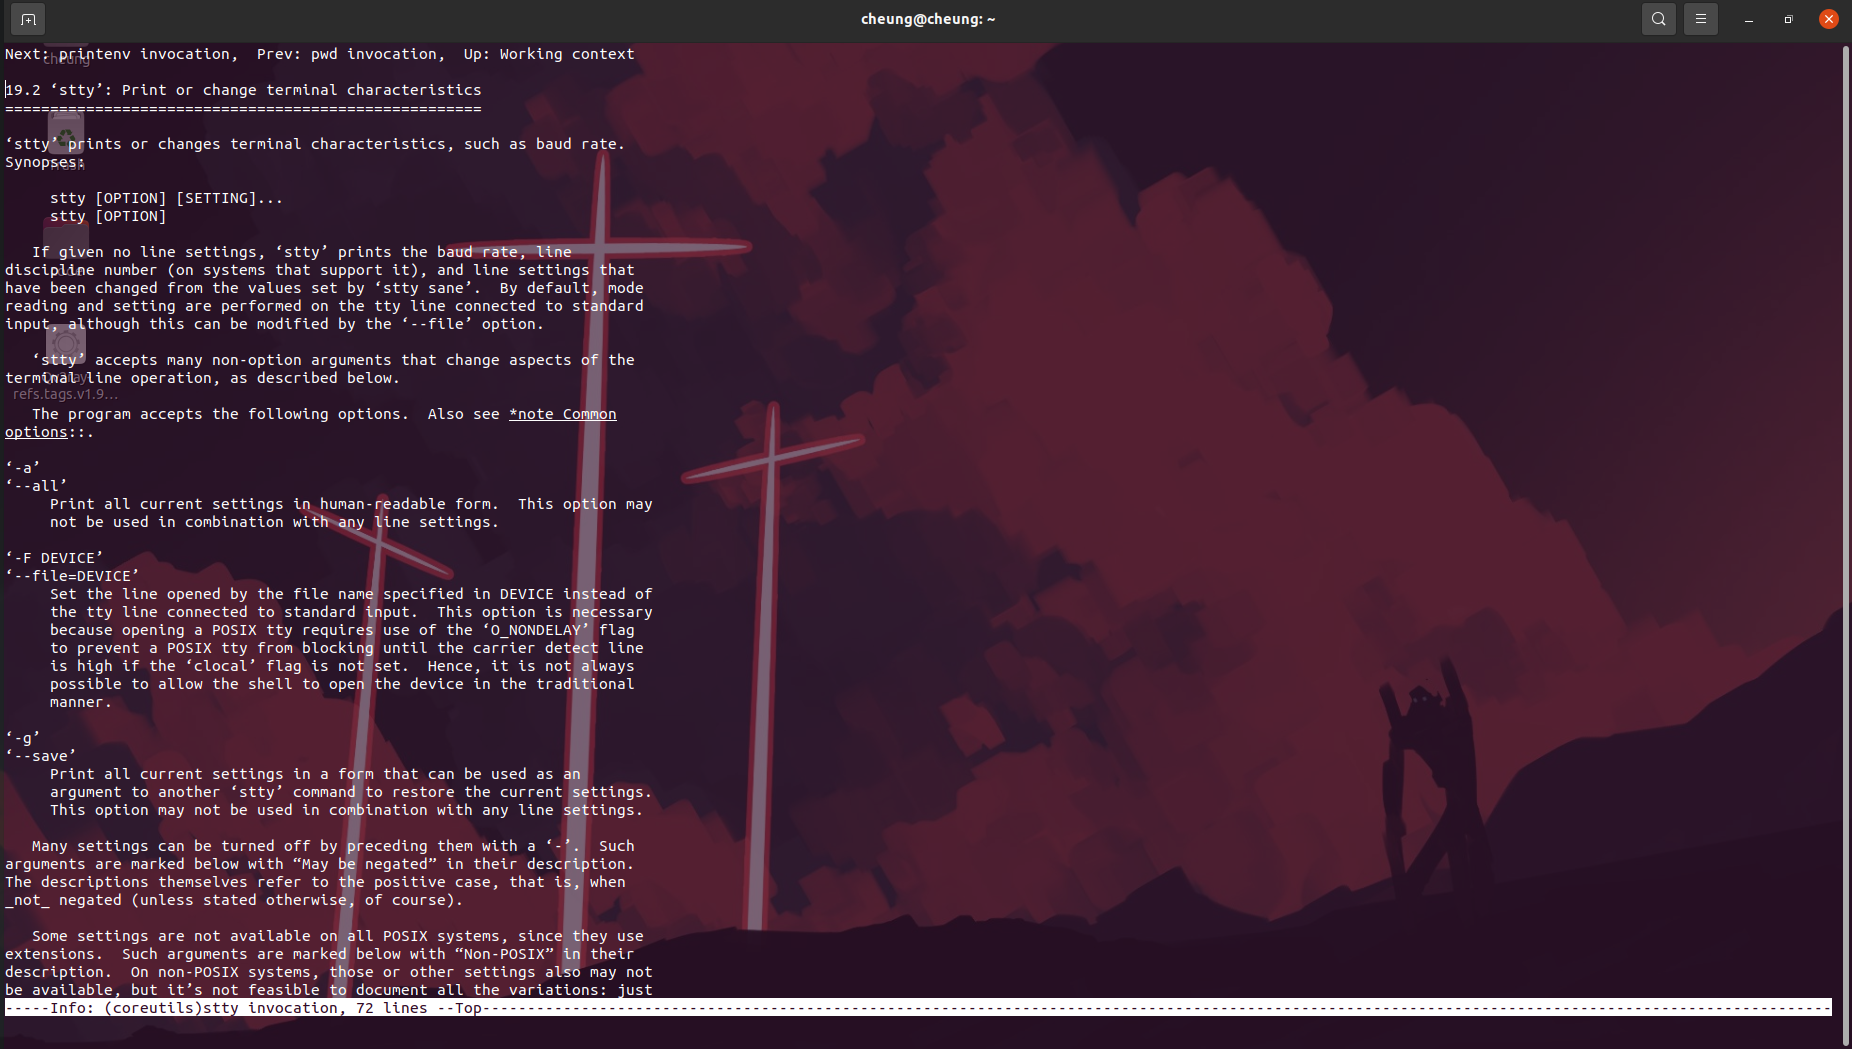 cheung@cheung: ~
Next: printenv invocation,  Prev: pwd invocation,  Up: Working context
cheung
19.2 ‘stty’: Print or change terminal characteristics
=====================================================
‘stty’ prints or changes terminal characteristics, such as baud rate.
Synopses:
Trash
stty [OPTION] [SETTING]...
stty [OPTION]
If given no line settings, ‘stty’ prints the baud rate, line
discipline number (on systems that support it), and line settings that
have been changed from the values set by ‘stty sane’.  By default, mode
reading and setting are performed on the tty line connected to standard
input, although this can be modified by the ‘--file’ option.
‘stty’ accepts many non-option arguments that change aspects of the
terminal line operation, as described below.
refs.tags.v1.9...
The program accepts the following options.  Also see *note Common
options::.
‘-a’
‘--all’
Print all current settings in human-readable form.  This option may
not be used in combination with any line settings.
‘-F DEVICE’
‘--file=DEVICE’
Set the line opened by the file name specified in DEVICE instead of
the tty line connected to standard input.  This option is necessary
because opening a POSIX tty requires use of the ‘O_NONDELAY’ flag
to prevent a POSIX tty from blocking until the carrier detect line
is high if the ‘clocal’ flag is not set.  Hence, it is not always
possible to allow the shell to open the device in the traditional
manner.
‘-g’
‘--save’
Print all current settings in a form that can be used as an
argument to another ‘stty’ command to restore the current settings.
This option may not be used in combination with any line settings.
Many settings can be turned off by preceding them with a ‘-’.  Such
arguments are marked below with “May be negated” in their description.
The descriptions themselves refer to the positive case, that is, when
_not_ negated (unless stated otherwise, of course).
Some settings are not available on all POSIX systems, since they use
extensions.  Such arguments are marked below with “Non-POSIX” in their
description.  On non-POSIX systems, those or other settings also may not
be available, but it’s not feasible to document all the variations: just
-----Info: (coreutils)stty invocation, 72 lines --Top-----